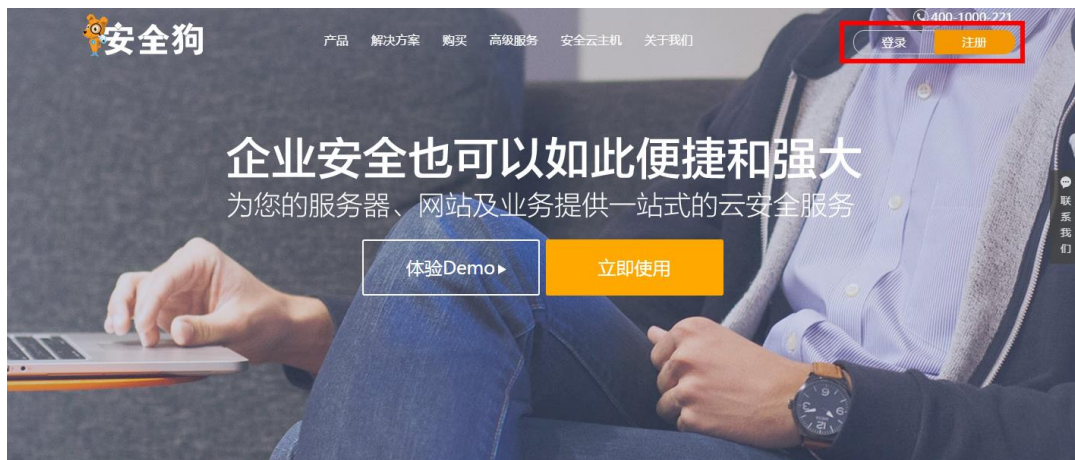 400-1000-221
安全狗
产品 解决方案 购买 高级服务 安全云主机 关于我们
登录 注册
企业安全也可以如此便捷和强大
为您的服务器、网站及业务提供一站式的云安全服务
体验Demo▸ 立即使用
联系我们